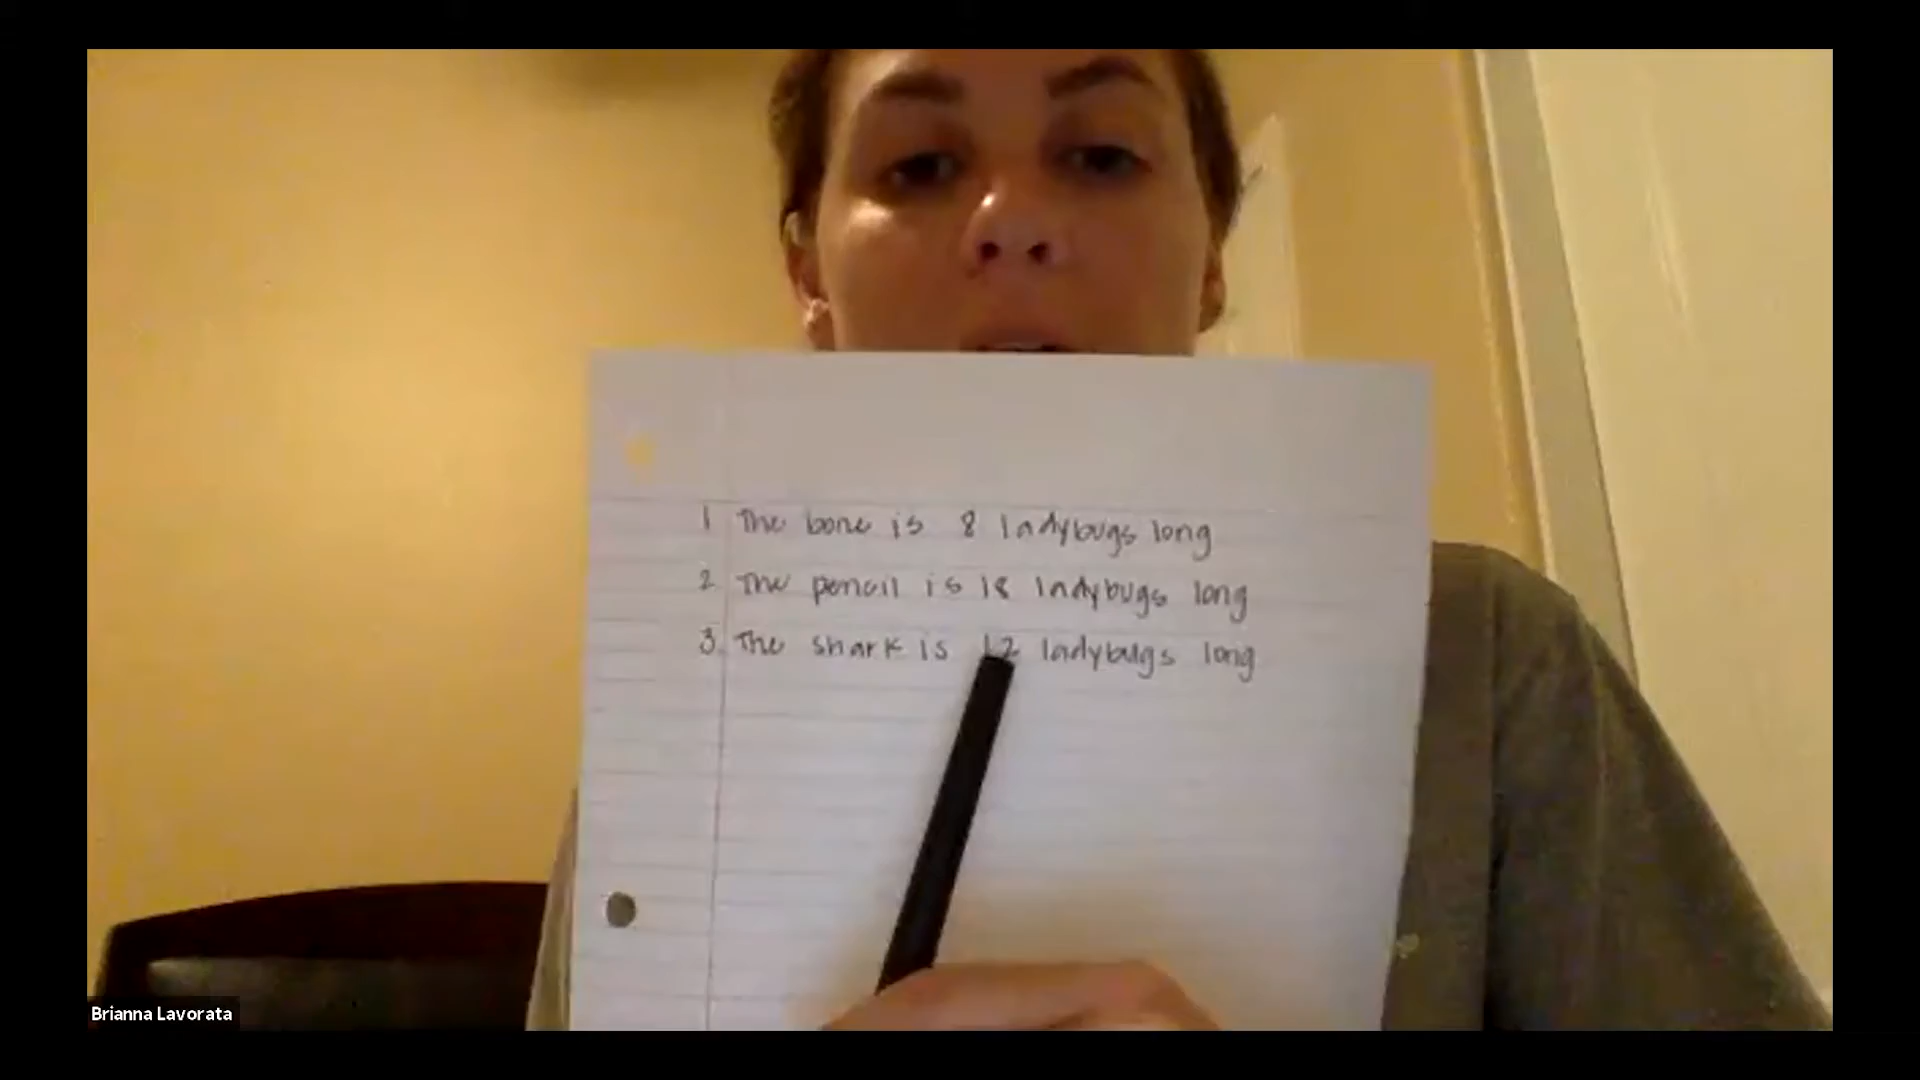 1 The bone is 8 ladybugs long
2. The pencil is 18 ladybugs long
3. The shark is 12 ladybugs long
Brianna Lavorata